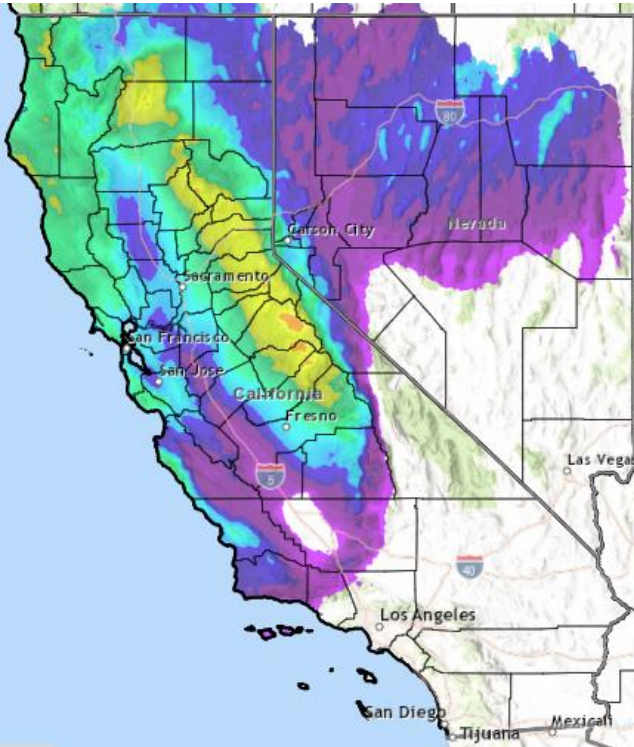 80
Nevada
Carson City
Sacramento
San Francisco
San Jose
California
Fresno
Las Vegas
5
40
Los Angeles
San Diego
Tijuana
Mexicali